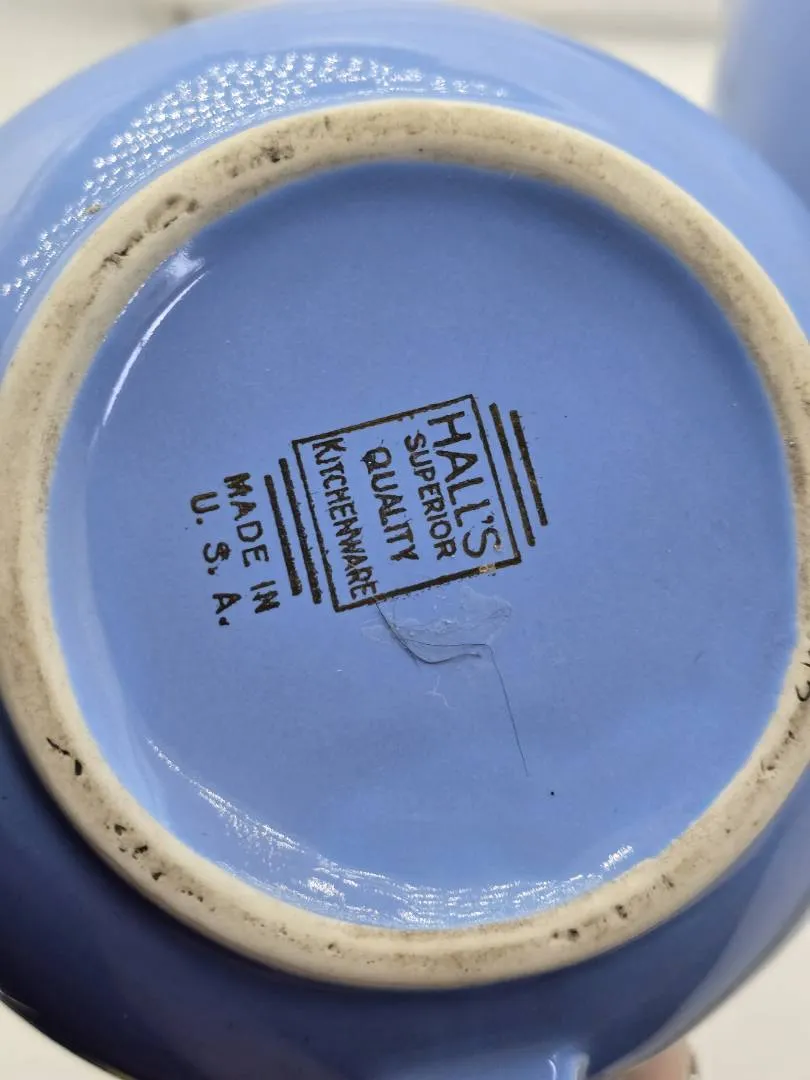 HALL'S
SUPERIOR
QUALITY
KITCHENWARE
MADE IN
U. S. A.